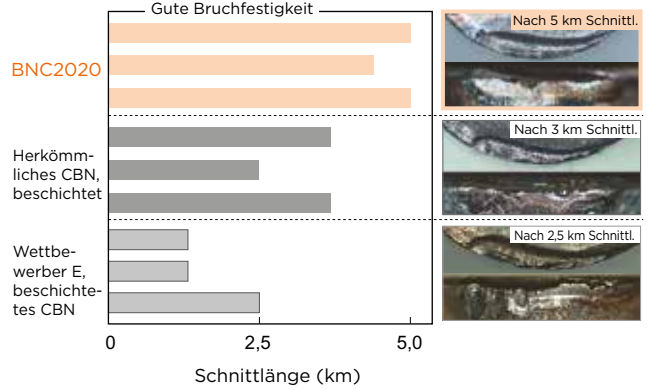 Gute Bruchfestigkeit
BNC2020
Nach 5 km Schnittl.
Herkömm-
liches CBN,
beschichtet
Nach 3 km Schnittl.
Wettbe-
werber E,
beschichte-
tes CBN
Nach 2,5 km Schnittl.
0
2,5
5,0
Schnittlänge (km)